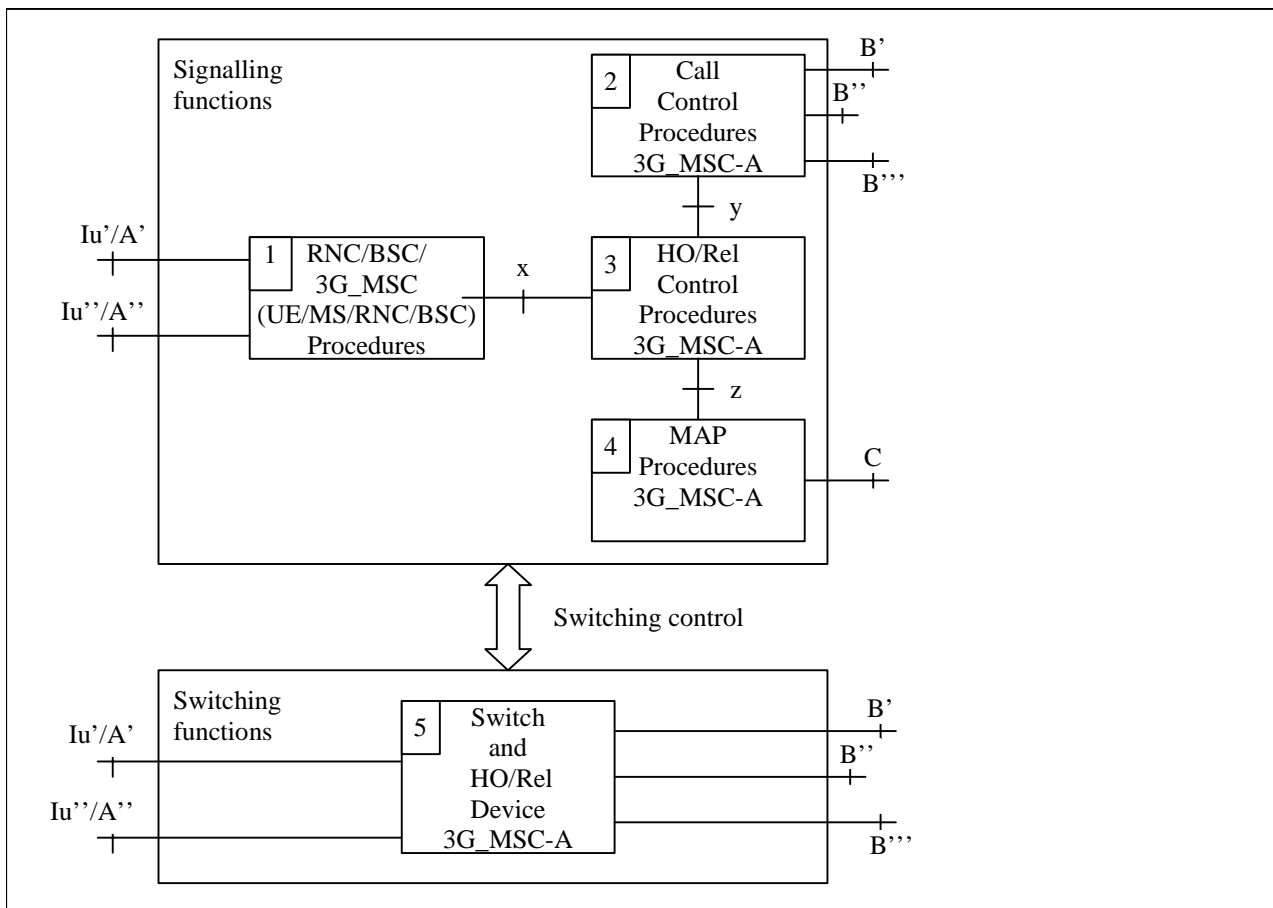 Signalling
functions
2
Call
Control
Procedures
3G_MSC-A
B'
B''
B'''
y
Iu'/A'
Iu''/A''
1
RNC/BSC/
3G_MSC
(UE/MS/RNC/BSC)
Procedures
x
3
HO/Rel
Control
Procedures
3G_MSC-A
z
4
MAP
Procedures
3G_MSC-A
C
Switching control
Switching
functions
Iu'/A'
Iu''/A''
5
Switch
and
HO/Rel
Device
3G_MSC-A
B'
B''
B'''